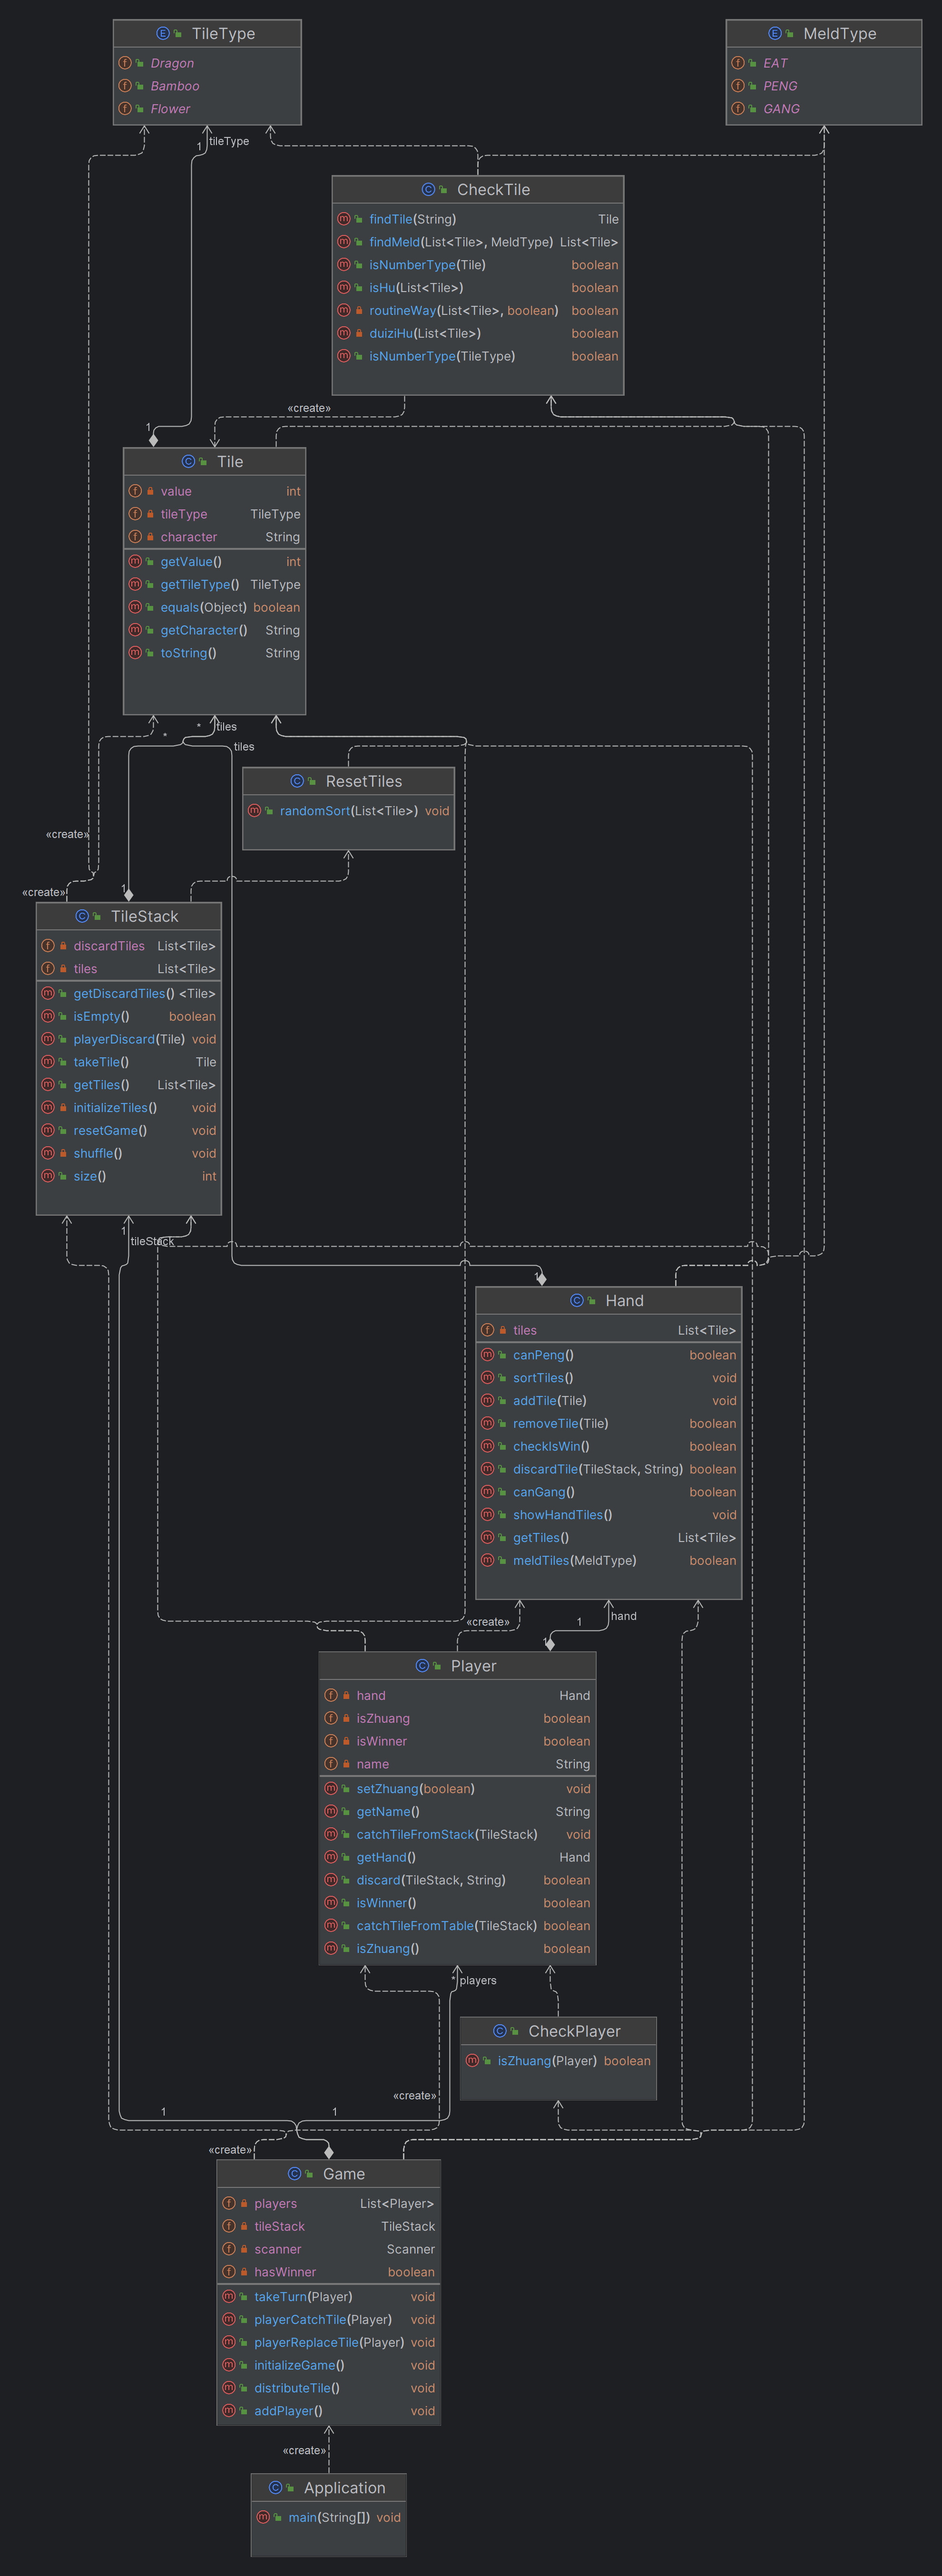 TileType
Dragon
Bamboo
Flower
MeldType
EAT
PENG
GANG
1
tileType
CheckTile
findTile(String) Tile
findMeld(List<Tile>, MeldType) List<Tile>
isNumberType(Tile) boolean
isHu(List<Tile>) boolean
routineWay(List<Tile>, boolean) boolean
duiziHu(List<Tile>) boolean
isNumberType(TileType) boolean
«create»
1
Tile
value int
tileType TileType
character String
getValue() int
getTileType() TileType
equals(Object) boolean
getCharacter() String
toString() String
*
*
tiles
tiles
ResetTiles
randomSort(List<Tile>) void
«create»
«create»
1
TileStack
discardTiles List<Tile>
tiles List<Tile>
getDiscardTiles() <Tile>
isEmpty() boolean
playerDiscard(Tile) void
takeTile() Tile
getTiles() List<Tile>
initializeTiles() void
resetGame() void
shuffle() void
size() int
1
tileStack
1
Hand
tiles List<Tile>
canPeng() boolean
sortTiles() void
addTile(Tile) void
removeTile(Tile) boolean
checkIsWin() boolean
discardTile(TileStack, String) boolean
canGang() boolean
showHandTiles() void
getTiles() List<Tile>
meldTiles(MeldType) boolean
«create»
1
hand
1
Player
hand Hand
isZhuang boolean
isWinner boolean
name String
setZhuang(boolean) void
getName() String
catchTileFromStack(TileStack) void
getHand() Hand
discard(TileStack, String) boolean
isWinner() boolean
catchTileFromTable(TileStack) boolean
isZhuang() boolean
*
players
CheckPlayer
isZhuang(Player) boolean
«create»
1
1
«create»
Game
players List<Player>
tileStack TileStack
scanner Scanner
hasWinner boolean
takeTurn(Player) void
playerCatchTile(Player) void
playerReplaceTile(Player) void
initializeGame() void
distributeTile() void
addPlayer() void
«create»
Application
main(String[]) void